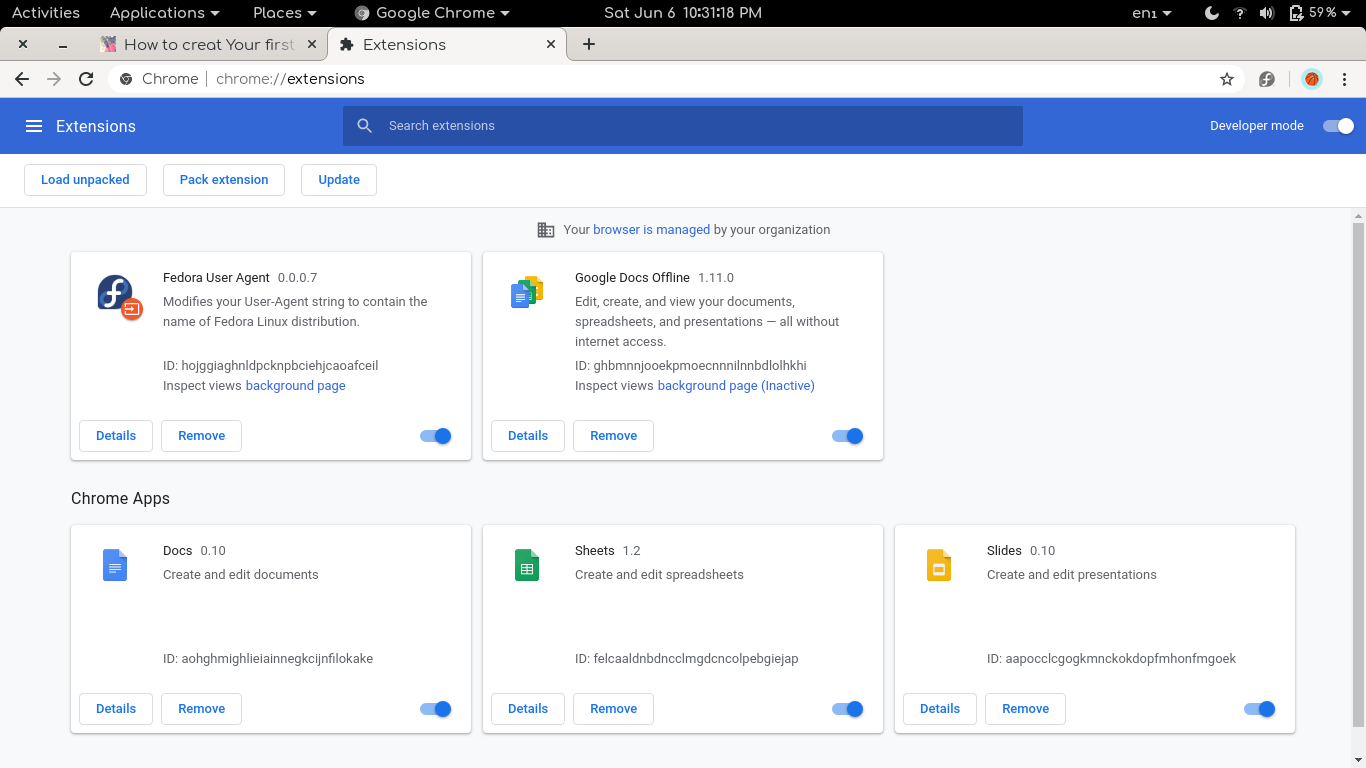 Activities Applications Places Google Chrome Sat Jun 6 10:31:18 PM en1 59%
How to creat Your first Extensions
Chrome chrome://extensions
Extensions Search extensions Developer mode
Load unpacked Pack extension Update
Your browser is managed by your organization
Fedora User Agent 0.0.0.7
Modifies your User-Agent string to contain the
name of Fedora Linux distribution.
ID: hojggiaghnldpcknpbciehjcaoafceil
Inspect views background page
Details Remove
Google Docs Offline 1.11.0
Edit, create, and view your documents,
spreadsheets, and presentations — all without
internet access.
ID: ghbmnnjooekpmoecnnnilnnbdlolhkhi
Inspect views background page (Inactive)
Details Remove
Chrome Apps
Docs 0.10
Create and edit documents
ID: aohghmighlieiainnegkcijnfilokake
Details Remove
Sheets 1.2
Create and edit spreadsheets
ID: felcaaldnbdncclmgdcncolpebgiejap
Details Remove
Slides 0.10
Create and edit presentations
ID: aapocclcgogkmnckokdopfmhonfmgoek
Details Remove